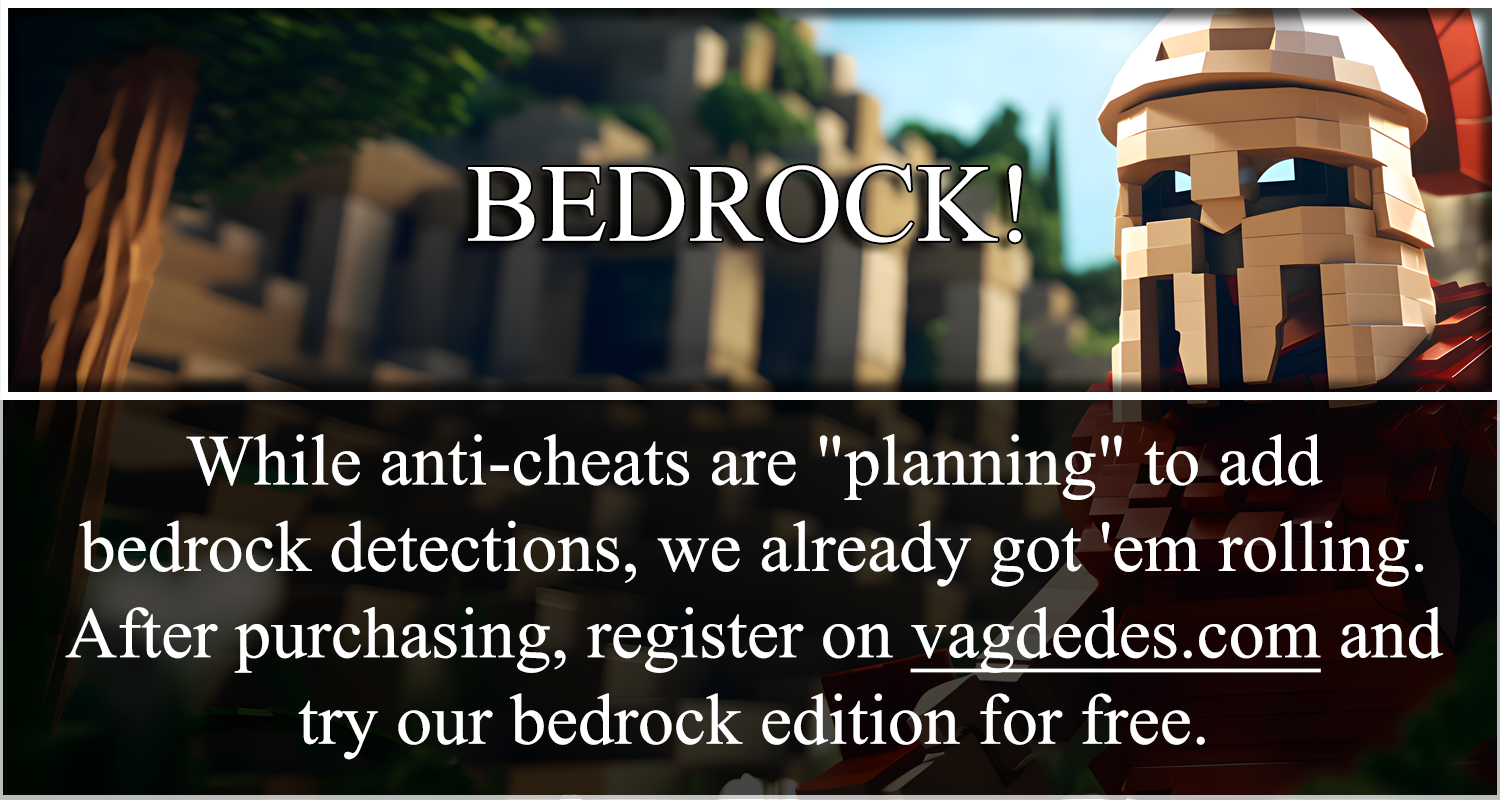 BEDROCK!
While anti-cheats are "planning" to add
bedrock detections, we already got 'em rolling.
After purchasing, register on vagdedes.com and
try our bedrock edition for free.